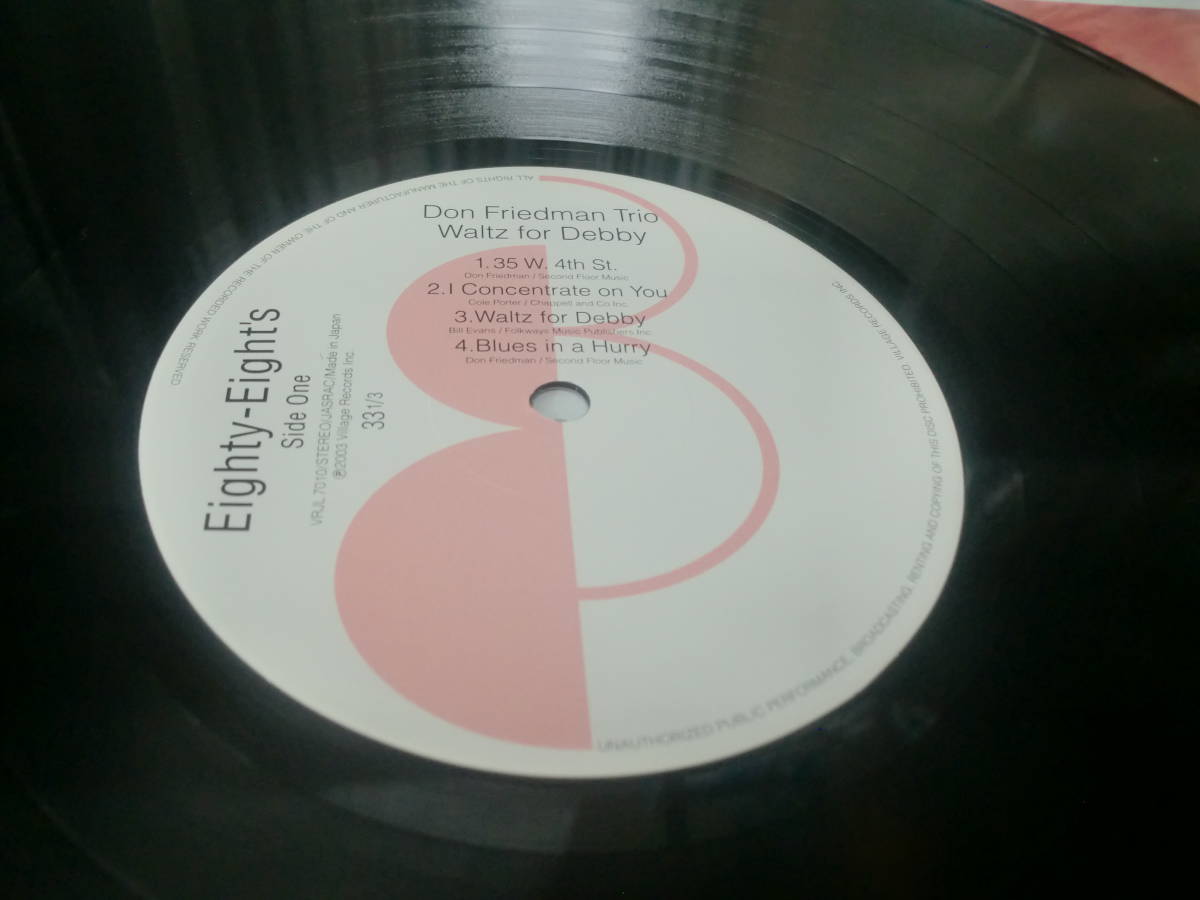 Don Friedman Trio
Waltz for Debby
1. 35 W. 4th St.
Don Friedman / Second Floor Music
2. I Concentrate on You
Cole Porter / Chappell and Co Inc.
3. Waltz for Debby
Bill Evans / Folkways Music Publishers Inc.
4. Blues in a Hurry
Don Friedman / Second Floor Music
Eighty-Eight's
Side One
VRJL 7010/STEREO/JASRAC/Made in Japan
℗2003 Village Records Inc.
33 1/3
ALL RIGHTS OF THE MANUFACTURER AND OF THE OWNER OF THE RECORDED WORK RESERVED
UNAUTHORIZED PUBLIC PERFORMANCE, BROADCASTING, RENTING AND COPYING OF THIS DISC PROHIBITED. VILLAGE RECORDS INC.